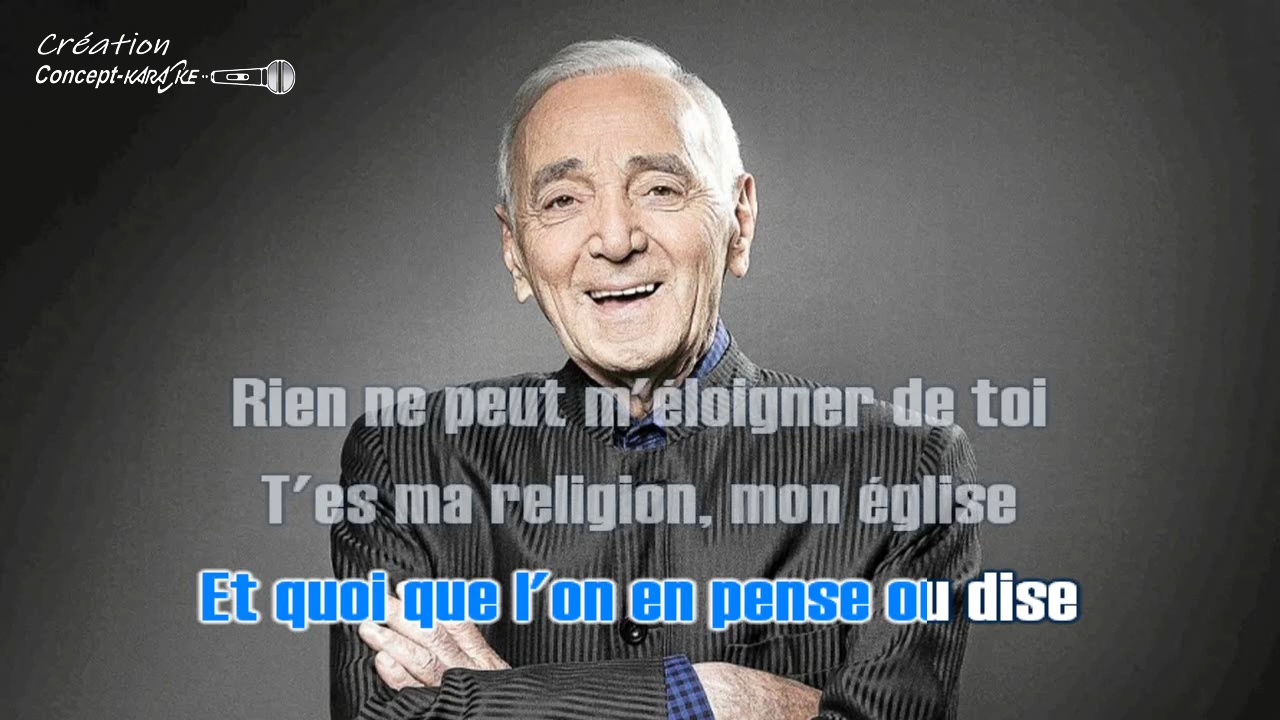 Création
Concept-KARAOKE
Rien ne peut m'éloigner de toi
T'es ma religion, mon église
Et quoi que l'on en pense ou dise